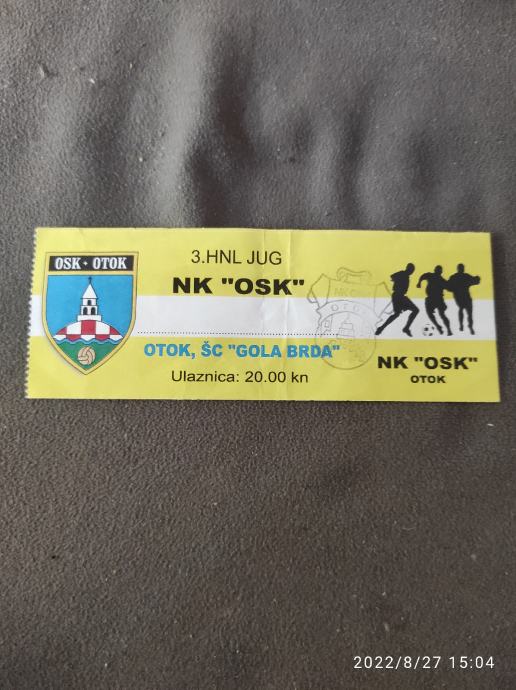 OSK • OTOK
3.HNL JUG
NK "OSK"
OTOK, ŠC "GOLA BRDA"
Ulaznica: 20.00 kn
NK "OSK"
OTOK
2022/8/27 15:04